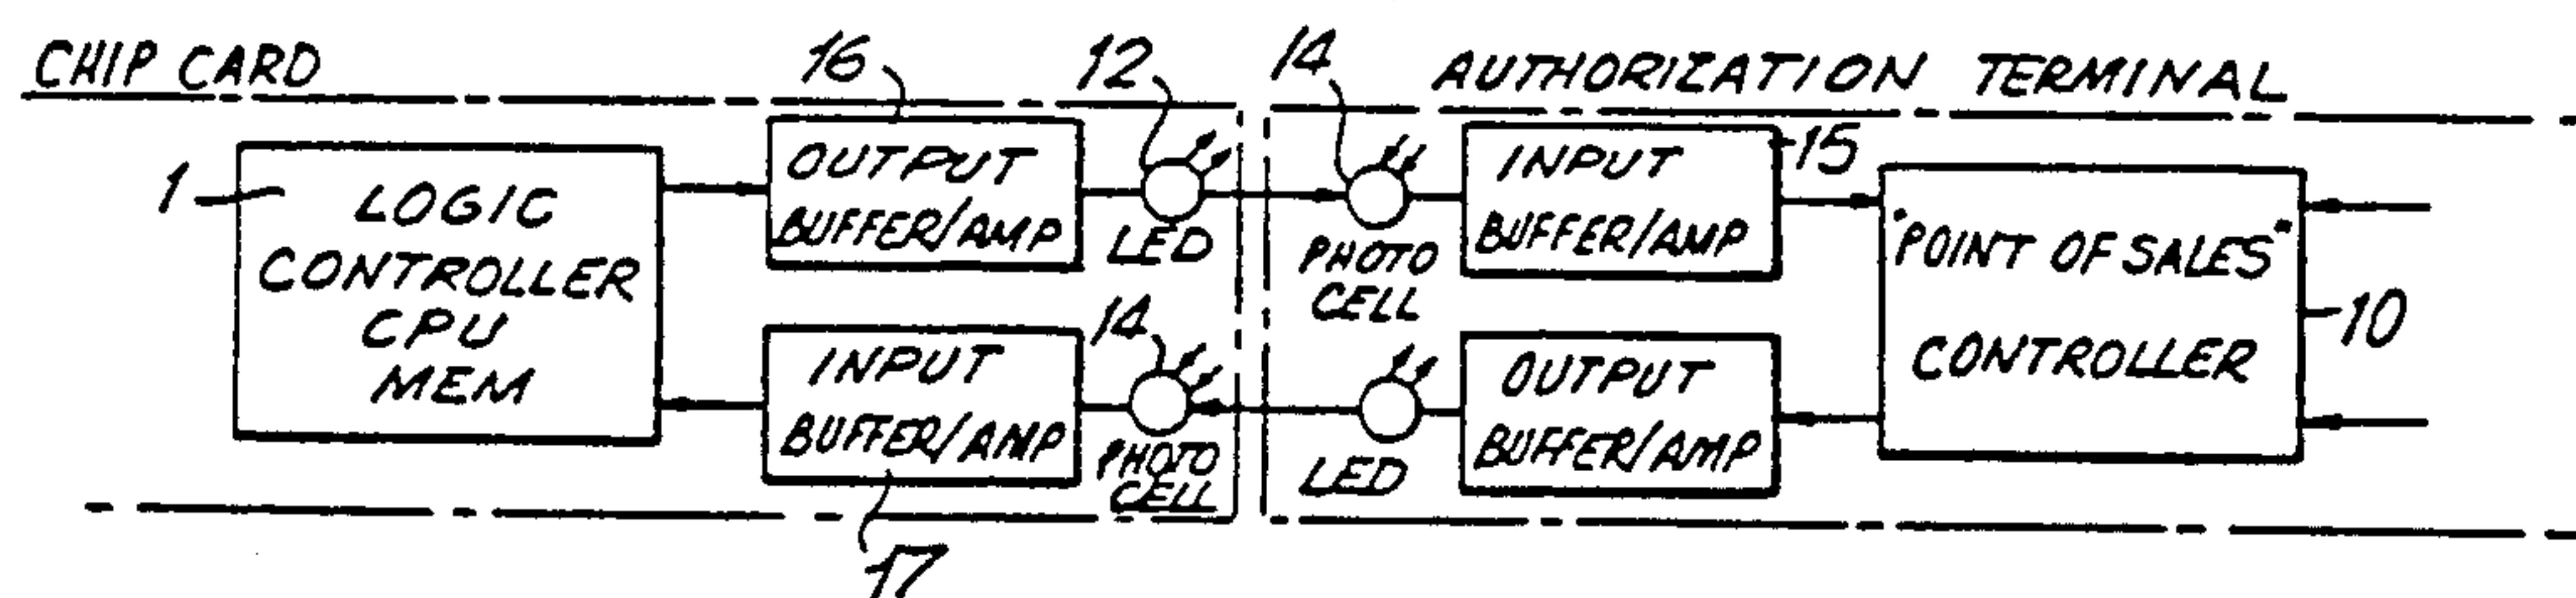 CHIP CARD
16
12
14
AUTHORIZATION TERMINAL
1
LOGIC
CONTROLLER
CPU
MEM
OUTPUT
BUFFER/AMP
LED
PHOTO
CELL
INPUT
BUFFER/AMP
15
"POINT OF SALES"
CONTROLLER
10
INPUT
BUFFER/AMP
17
14
PHOTO
CELL
LED
OUTPUT
BUFFER/AMP